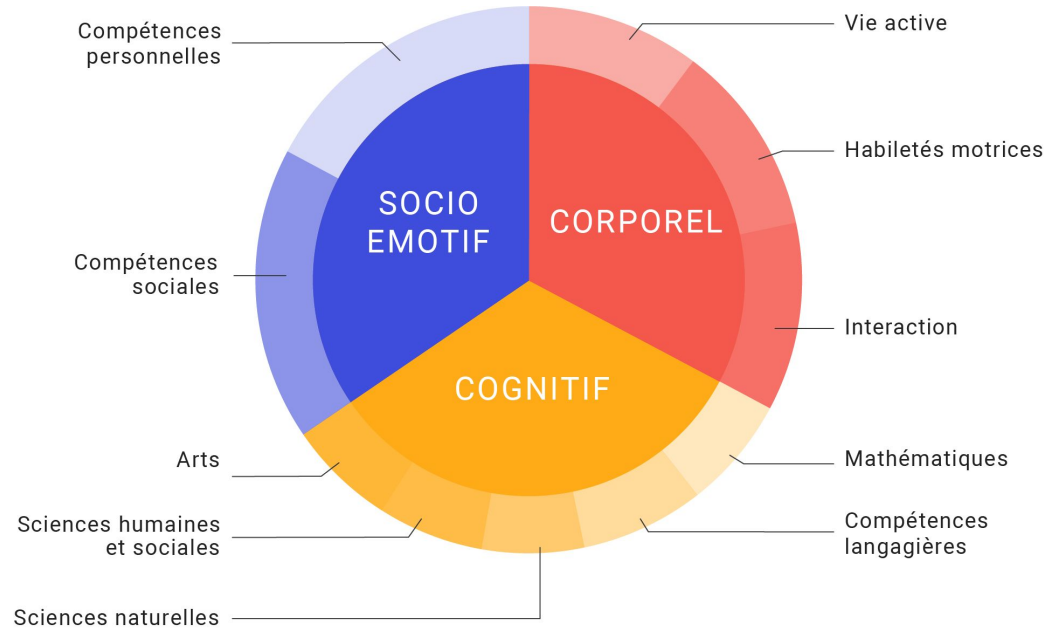 Compétences
personnelles
Vie active
Habiletés motrices
SOCIO
EMOTIF
CORPOREL
Compétences
sociales
Interaction
COGNITIF
Arts
Mathématiques
Sciences humaines
et sociales
Compétences
langagières
Sciences naturelles